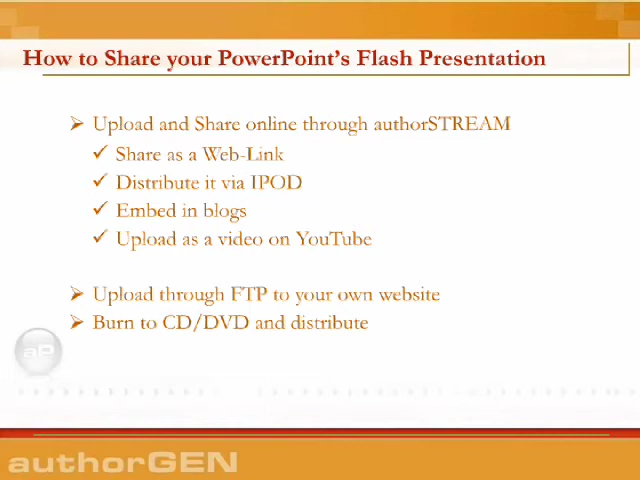 How to Share your PowerPoint's Flash Presentation
Upload and Share online through authorSTREAM
Share as a Web-Link
Distribute it via IPOD
Embed in blogs
Upload as a video on YouTube
Upload through FTP to your own website
Burn to CD/DVD and distribute
aP
authorGEN